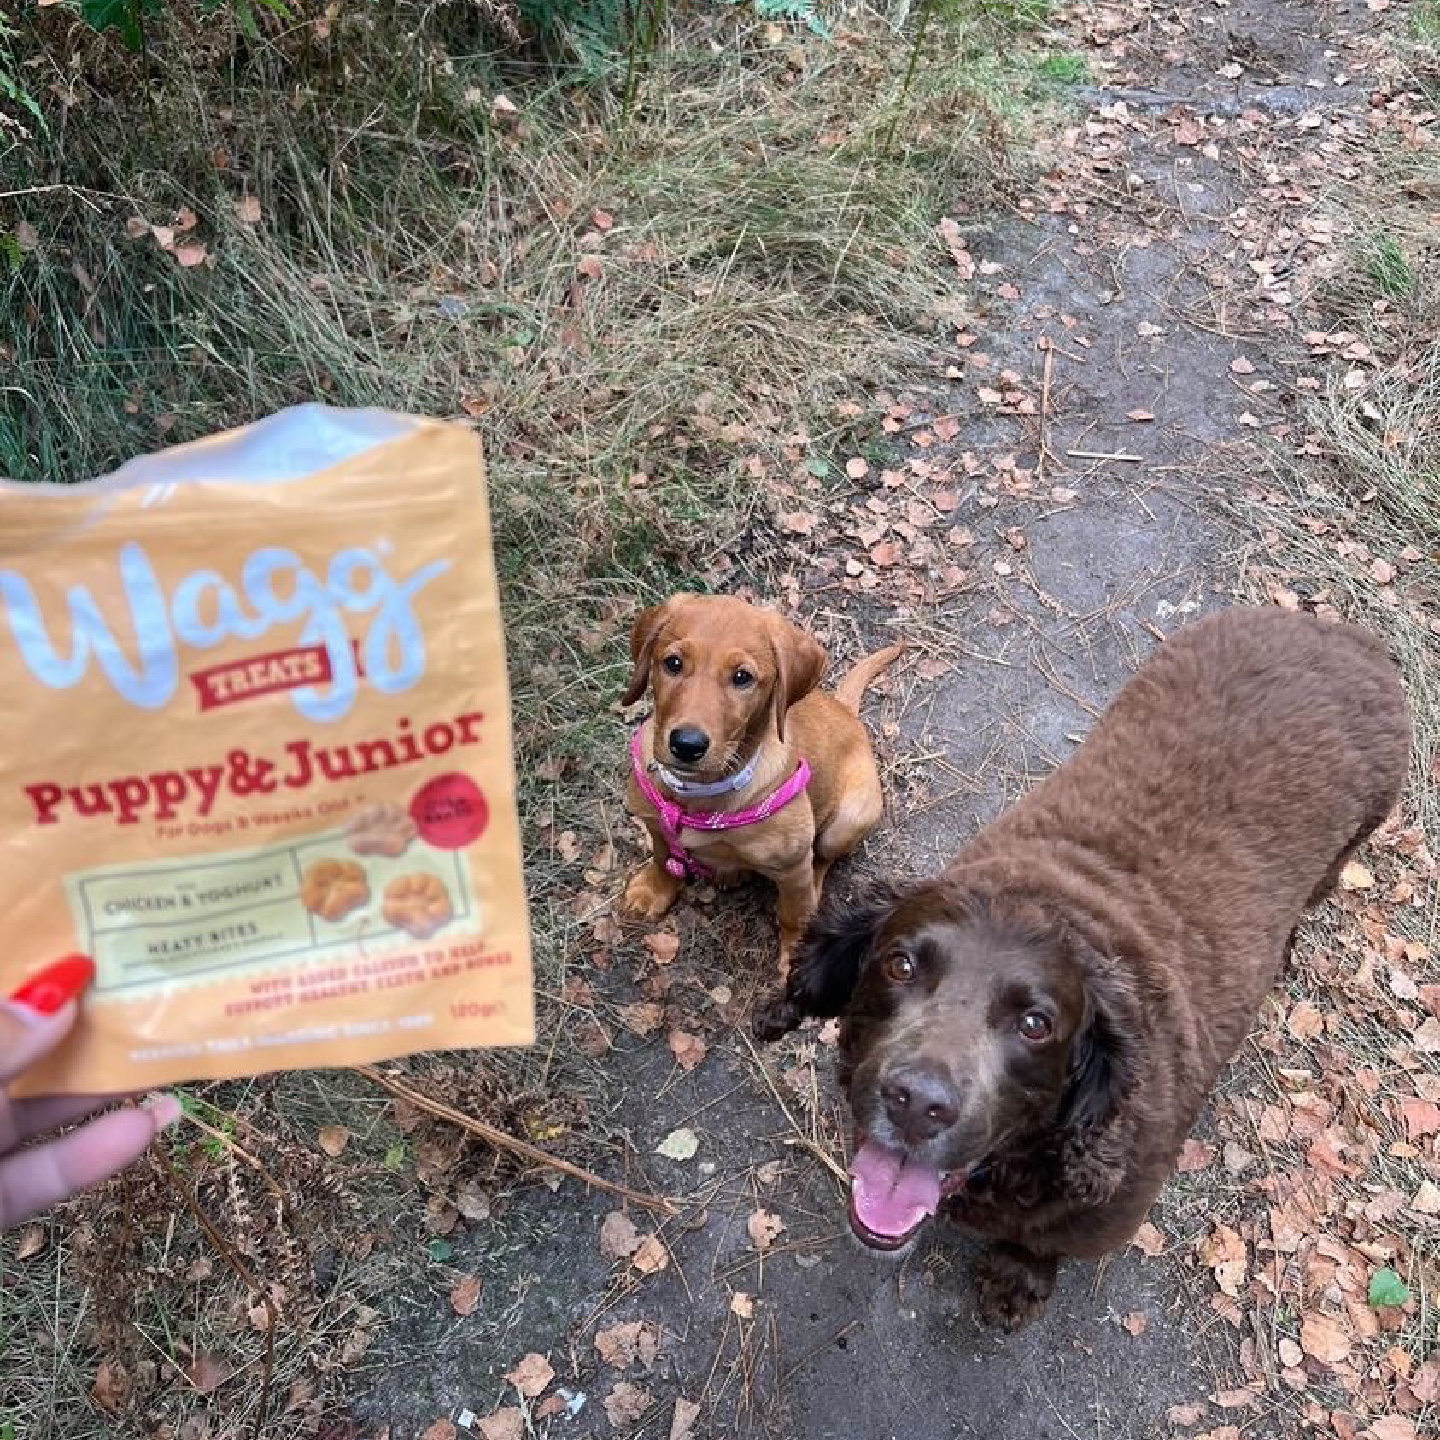 Wagg
TREATS
Puppy&Junior
For Dogs 8 Weeks Old +
CHICKEN & YOGHURT
MEATY BITES
WITH ADDED CALCIUM TO HELP
SUPPORT HEALTHY TEETH AND BONES
120g℮